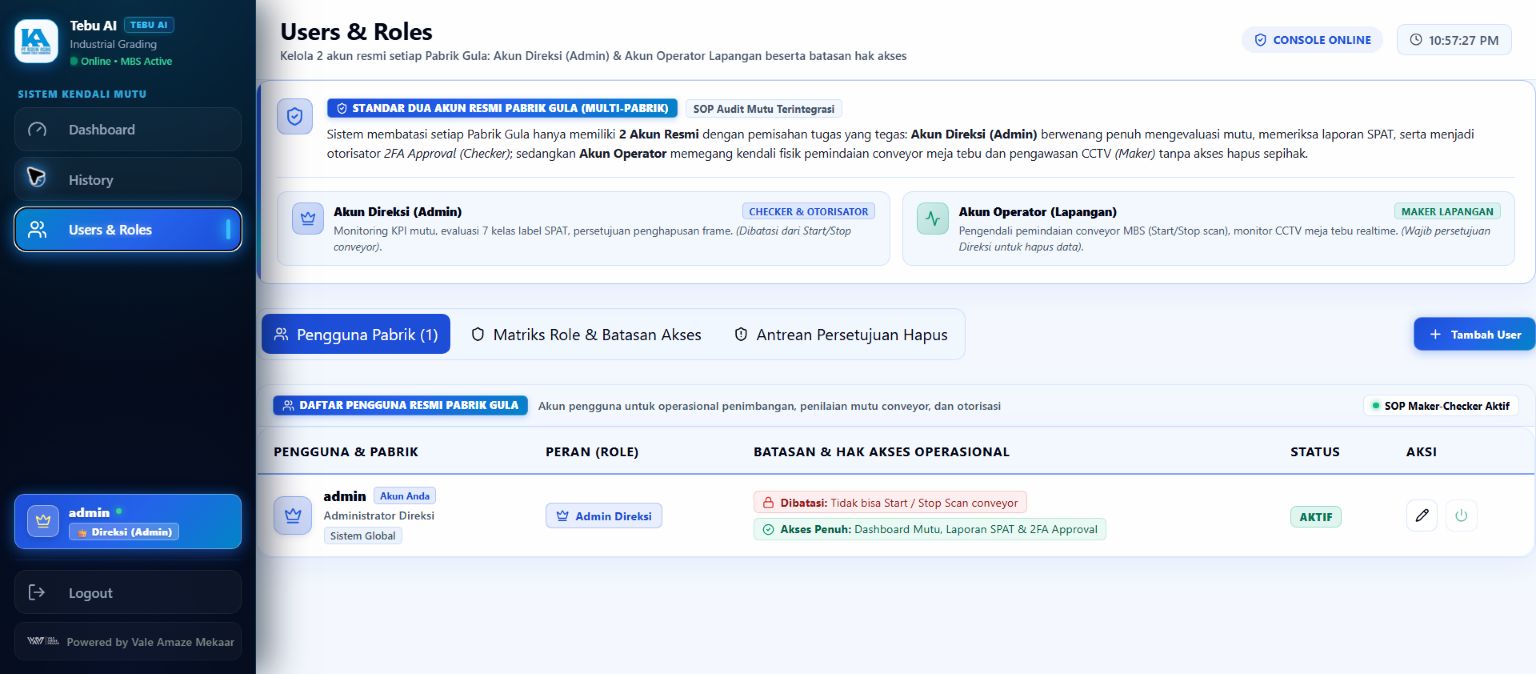 Tebu AI TEBU AI
Industrial Grading
Online • MBS Active
SISTEM KENDALI MUTU
Dashboard
History
Users & Roles
admin
Direksi (Admin)
Logout
Powered by Vale Amaze Mekaar
Users & Roles
Kelola 2 akun resmi setiap Pabrik Gula: Akun Direksi (Admin) & Akun Operator Lapangan beserta batasan hak akses
CONSOLE ONLINE
10:57:27 PM
STANDAR DUA AKUN RESMI PABRIK GULA (MULTI-PABRIK) SOP Audit Mutu Terintegrasi
Sistem membatasi setiap Pabrik Gula hanya memiliki 2 Akun Resmi dengan pemisahan tugas yang tegas: Akun Direksi (Admin) berwenang penuh mengevaluasi mutu, memeriksa laporan SPAT, serta menjadi
otorisator 2FA Approval (Checker); sedangkan Akun Operator memegang kendali fisik pemindaian conveyor meja tebu dan pengawasan CCTV (Maker) tanpa akses hapus sepihak.
Akun Direksi (Admin) CHECKER & OTORISATOR
Monitoring KPI mutu, evaluasi 7 kelas label SPAT, persetujuan penghapusan frame. (Dibatasi dari Start/Stop
conveyor).
Akun Operator (Lapangan) MAKER LAPANGAN
Pengendali pemindaian conveyor MBS (Start/Stop scan), monitor CCTV meja tebu realtime. (Wajib persetujuan
Direksi untuk hapus data).
Pengguna Pabrik (1) Matriks Role & Batasan Akses Antrean Persetujuan Hapus
+ Tambah User
DAFTAR PENGGUNA RESMI PABRIK GULA Akun pengguna untuk operasional penimbangan, penilaian mutu conveyor, dan otorisasi
SOP Maker-Checker Aktif
PENGGUNA & PABRIK PERAN (ROLE) BATASAN & HAK AKSES OPERASIONAL STATUS AKSI
admin Akun Anda
Administrator Direksi
Sistem Global
Admin Direksi
Dibatasi: Tidak bisa Start / Stop Scan conveyor
Akses Penuh: Dashboard Mutu, Laporan SPAT & 2FA Approval
AKTIF